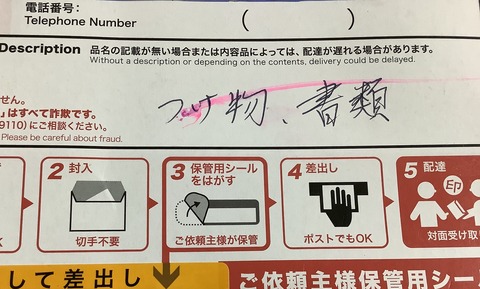 電話番号:
Telephone Number ( )
Description 品名の記載が無い場合または内容品によっては、配達が遅れる場合があります。
Without a description or depending on the contents, delivery could be delayed.
つけ物、書類
せん。
」はすべて詐欺です。
9110)にご相談ください。
Please be careful about fraud.
2 封入
切手不要
3 保管用シールをはがす
ご依頼主様が保管
4 差出し
ポストでもOK
5 配達
印
対面受け取り
OK
して差出し
ご依頼主様保管用シー